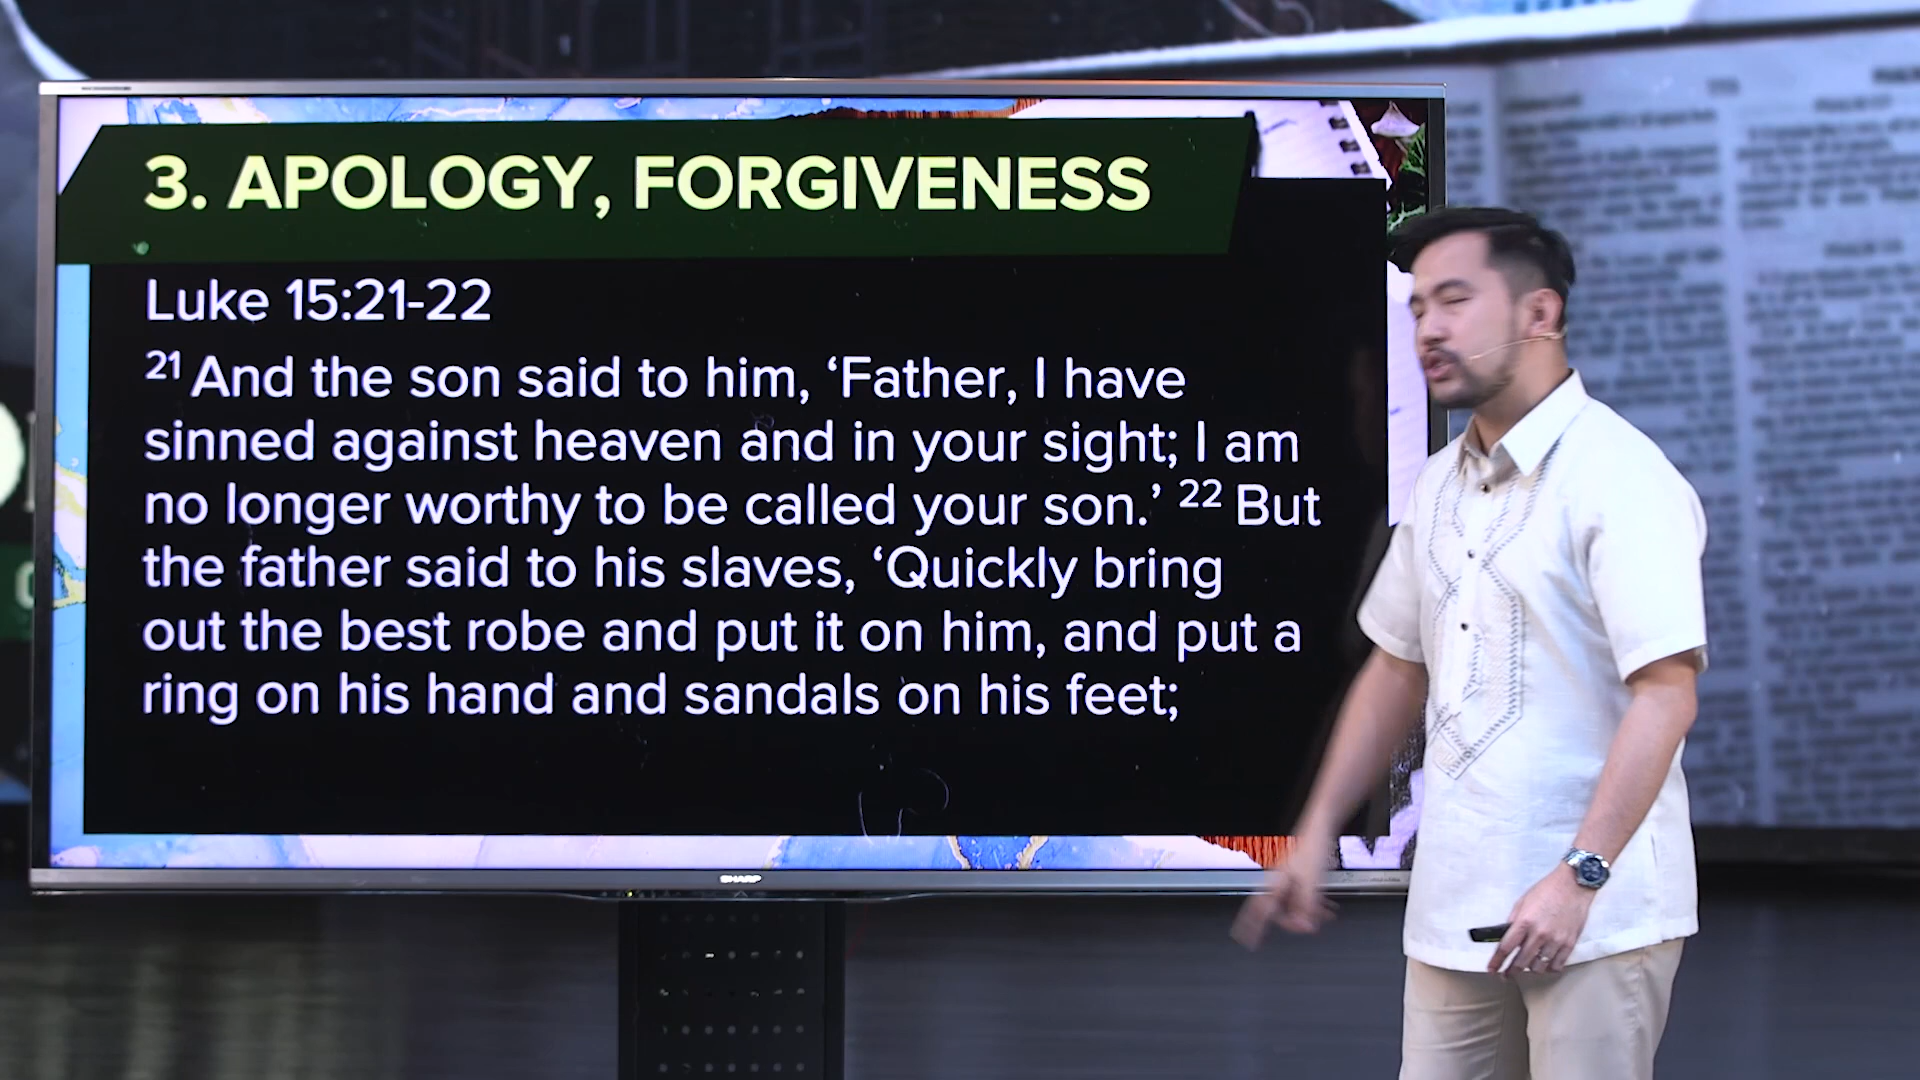 3. APOLOGY, FORGIVENESS
Luke 15:21-22
²¹ And the son said to him, ‘Father, I have
sinned against heaven and in your sight; I am
no longer worthy to be called your son.’ ²² But
the father said to his slaves, ‘Quickly bring
out the best robe and put it on him, and put a
ring on his hand and sandals on his feet;
SHARP